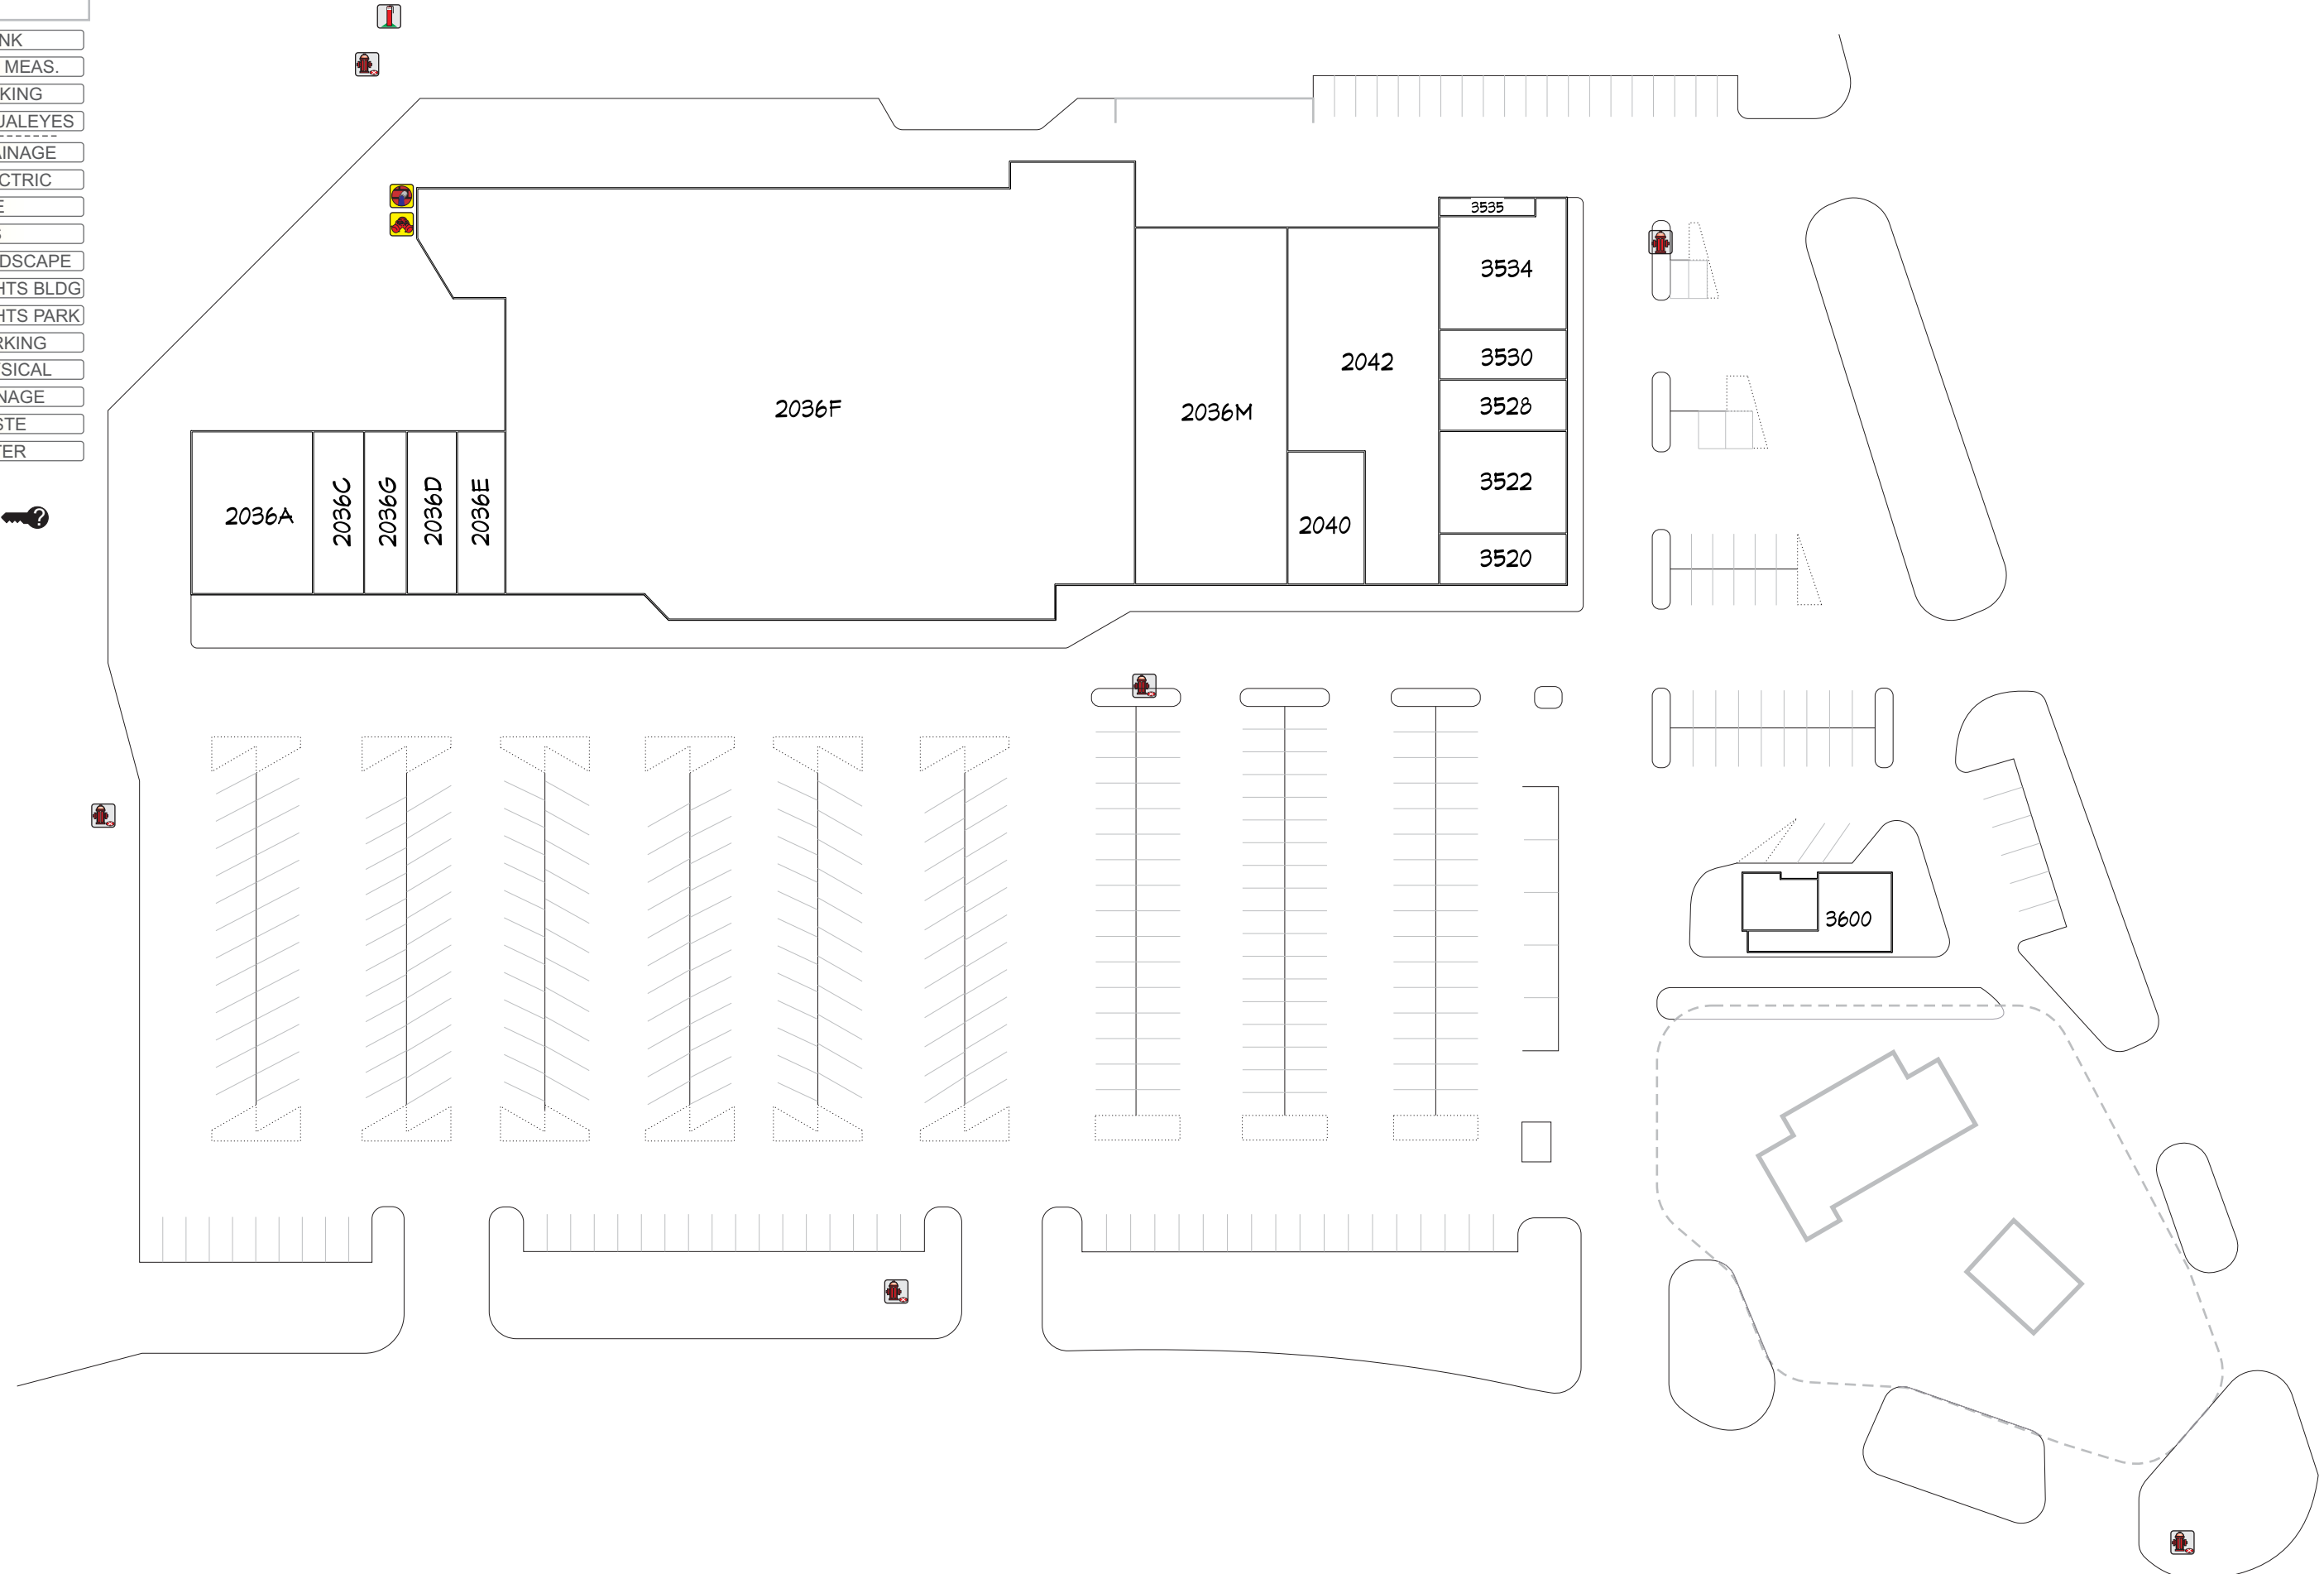 NK
MEAS.
KING
UALEYES
INAGE
CTRIC
E
S
DSCAPE
HTS BLDG
HTS PARK
RKING
SICAL
NAGE
STE
TER
?
3535
3534
3530
3528
3522
3520
2042
2040
2036M
2036F
2036A
2036C
2036G
2036D
2036E
3600